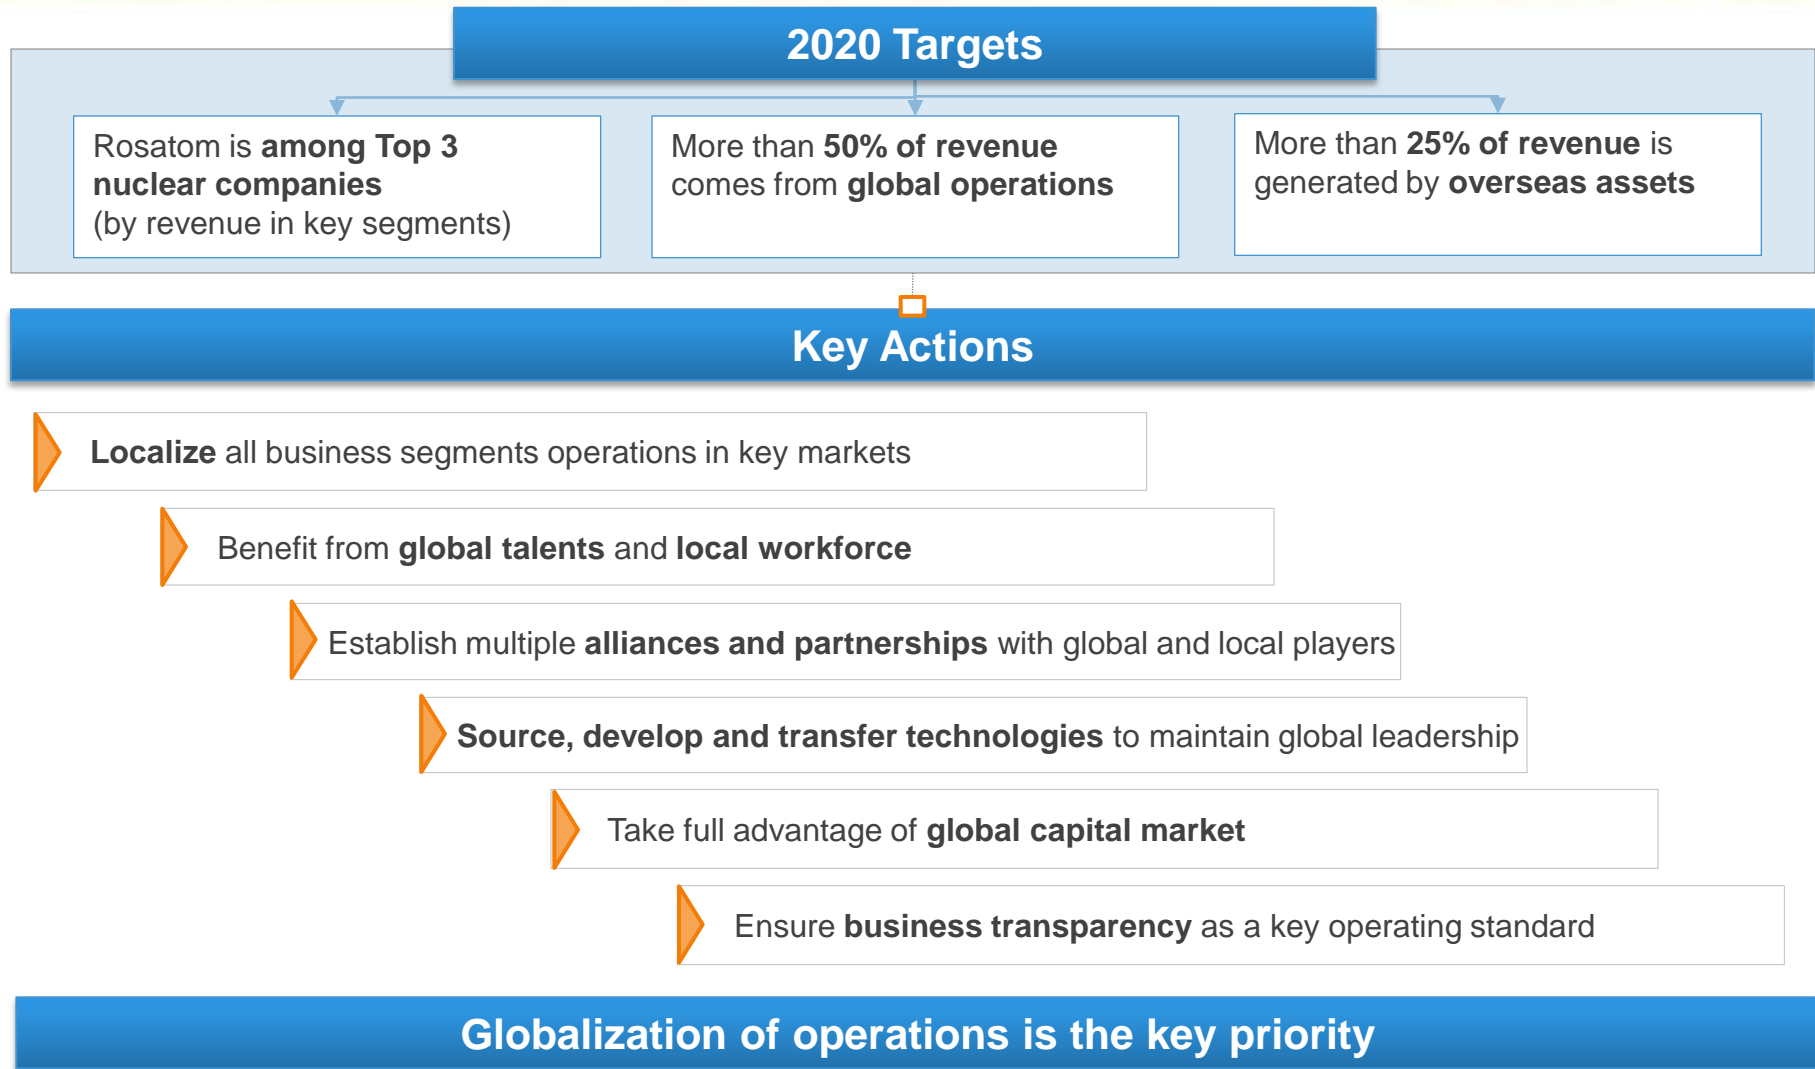 2020 Targets
Rosatom is among Top 3
nuclear companies
(by revenue in key segments)
More than 50% of revenue
comes from global operations
More than 25% of revenue is
generated by overseas assets
Key Actions
Localize all business segments operations in key markets
Benefit from global talents and local workforce
Establish multiple alliances and partnerships with global and local players
Source, develop and transfer technologies to maintain global leadership
Take full advantage of global capital market
Ensure business transparency as a key operating standard
Globalization of operations is the key priority